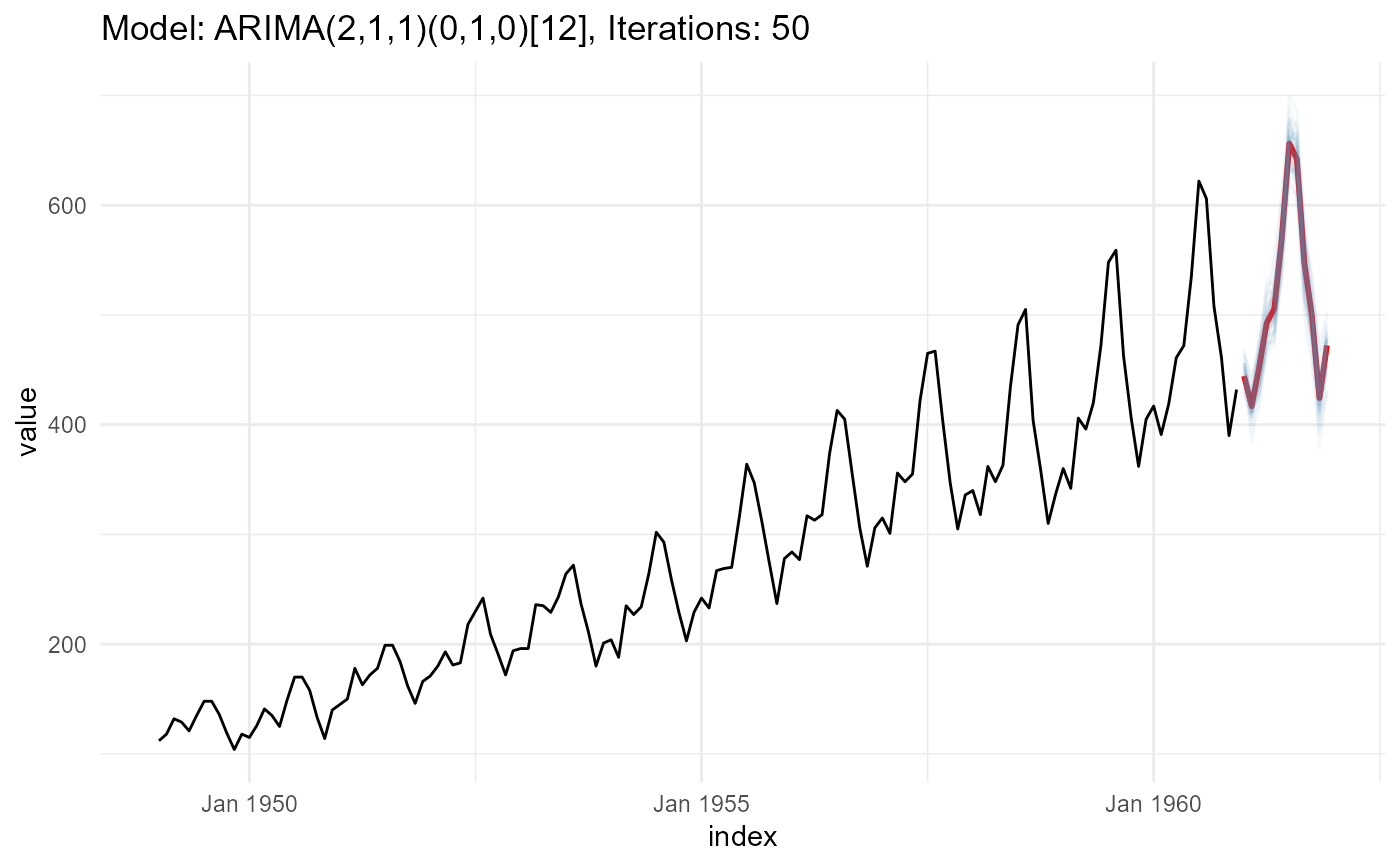 Model: ARIMA(2,1,1)(0,1,0)[12], Iterations: 50
value
600
400
200
Jan 1950
Jan 1955
Jan 1960
index